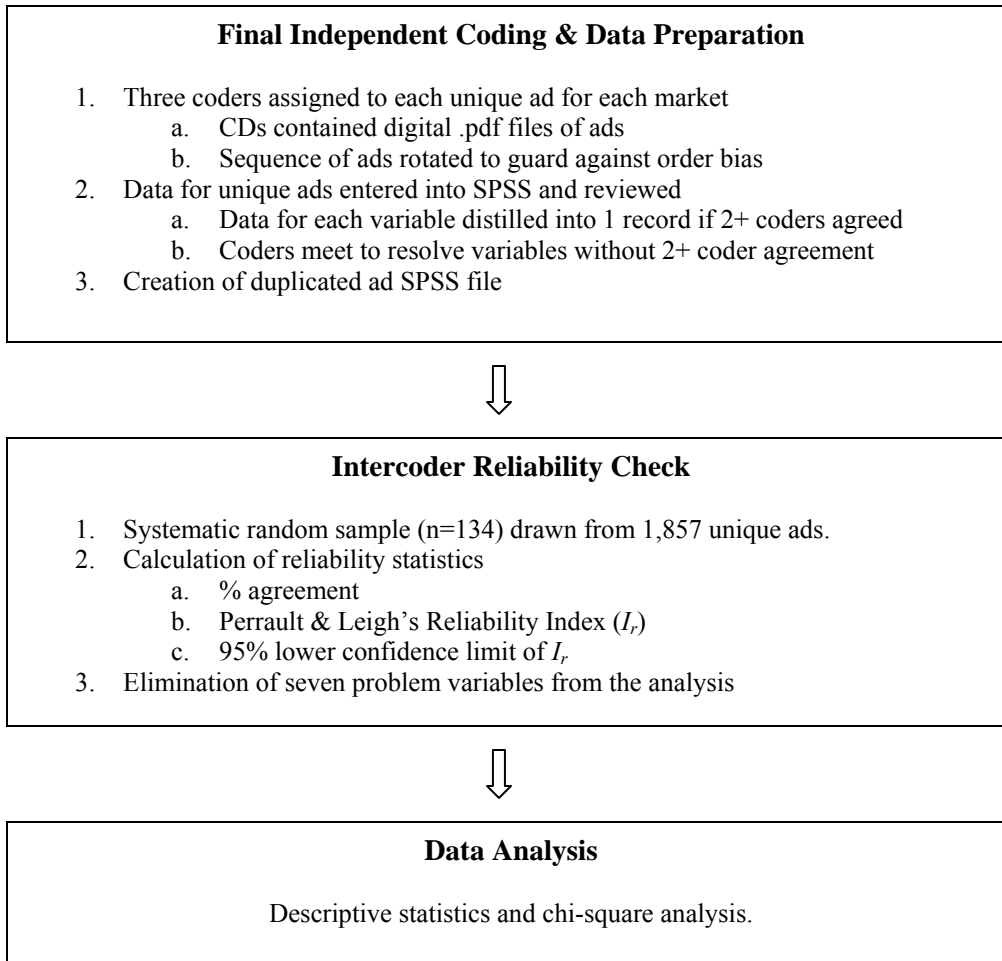 Final Independent Coding & Data Preparation
1. Three coders assigned to each unique ad for each market
a. CDs contained digital .pdf files of ads
b. Sequence of ads rotated to guard against order bias
2. Data for unique ads entered into SPSS and reviewed
a. Data for each variable distilled into 1 record if 2+ coders agreed
b. Coders meet to resolve variables without 2+ coder agreement
3. Creation of duplicated ad SPSS file
Intercoder Reliability Check
1. Systematic random sample (n=134) drawn from 1,857 unique ads.
2. Calculation of reliability statistics
a. % agreement
b. Perrault & Leigh’s Reliability Index (Ir)
c. 95% lower confidence limit of Ir
3. Elimination of seven problem variables from the analysis
Data Analysis
Descriptive statistics and chi-square analysis.